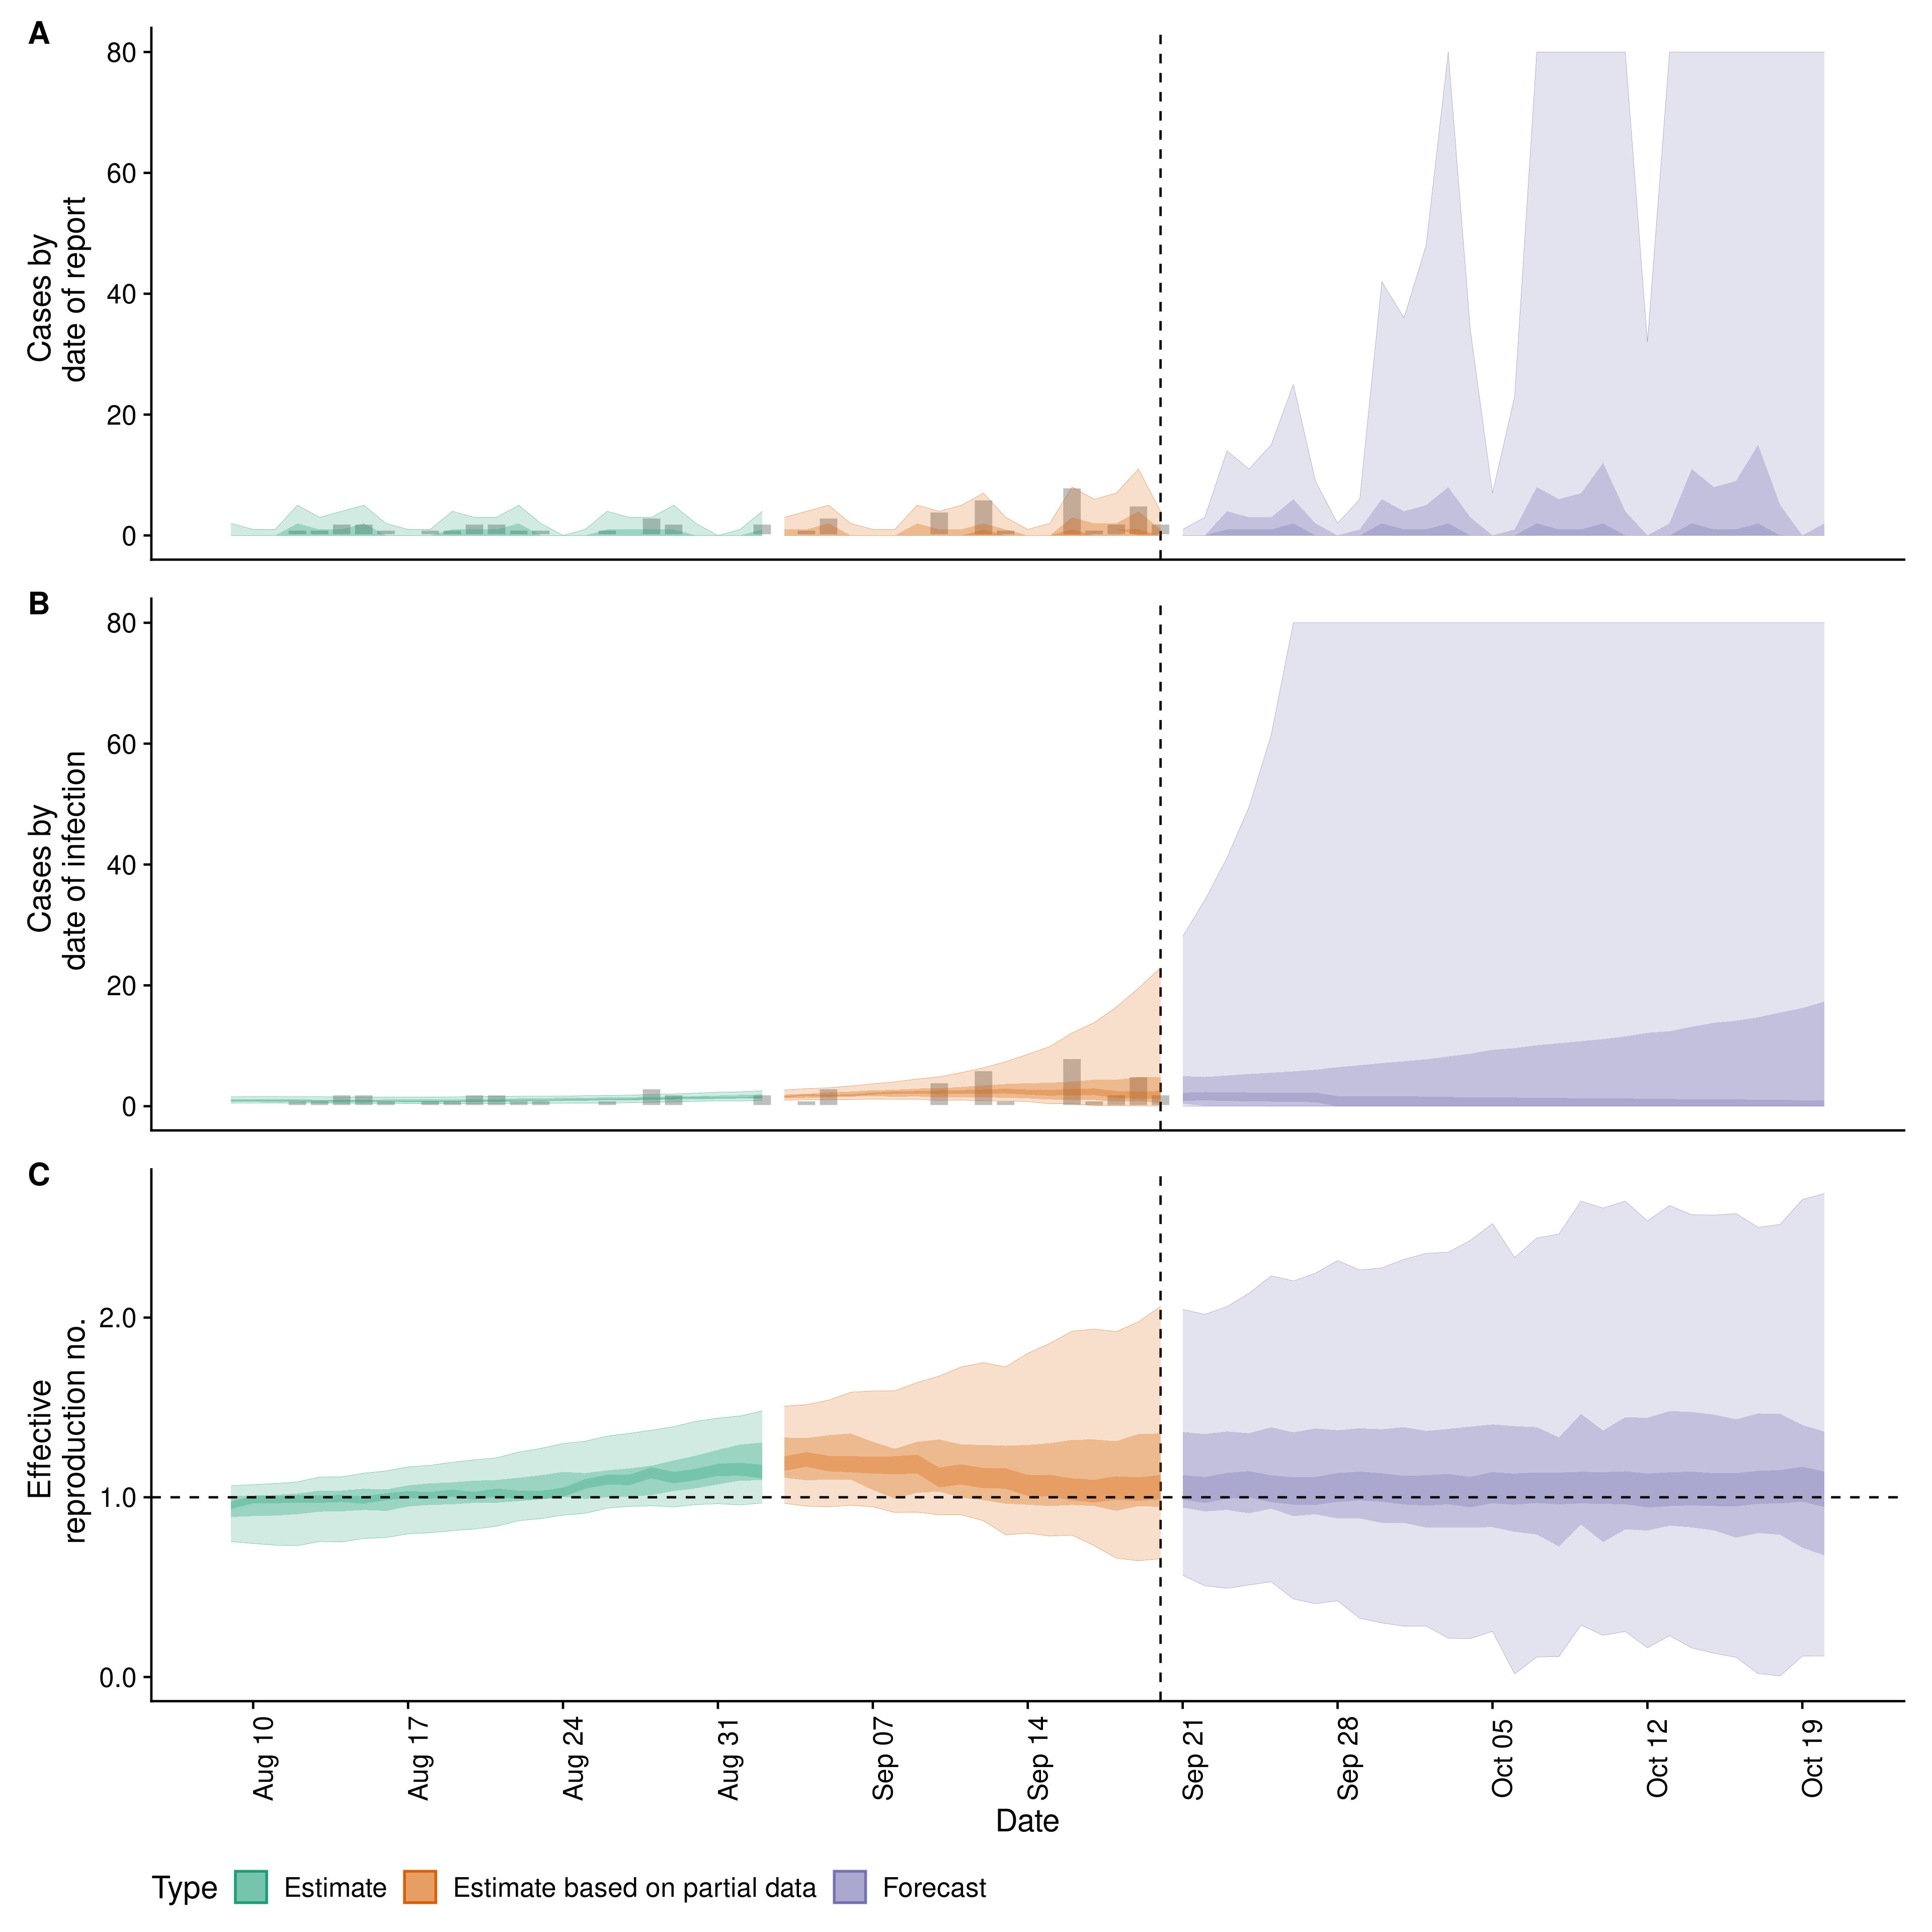 A
80
60
40
20
0
Cases by
date of report
B
80
60
40
20
0
Cases by
date of infection
C
2.0
1.0
0.0
Effective
reproduction no.
Aug 10
Aug 17
Aug 24
Aug 31
Sep 07
Sep 14
Sep 21
Sep 28
Oct 05
Oct 12
Oct 19
Date
Type Estimate Estimate based on partial data Forecast